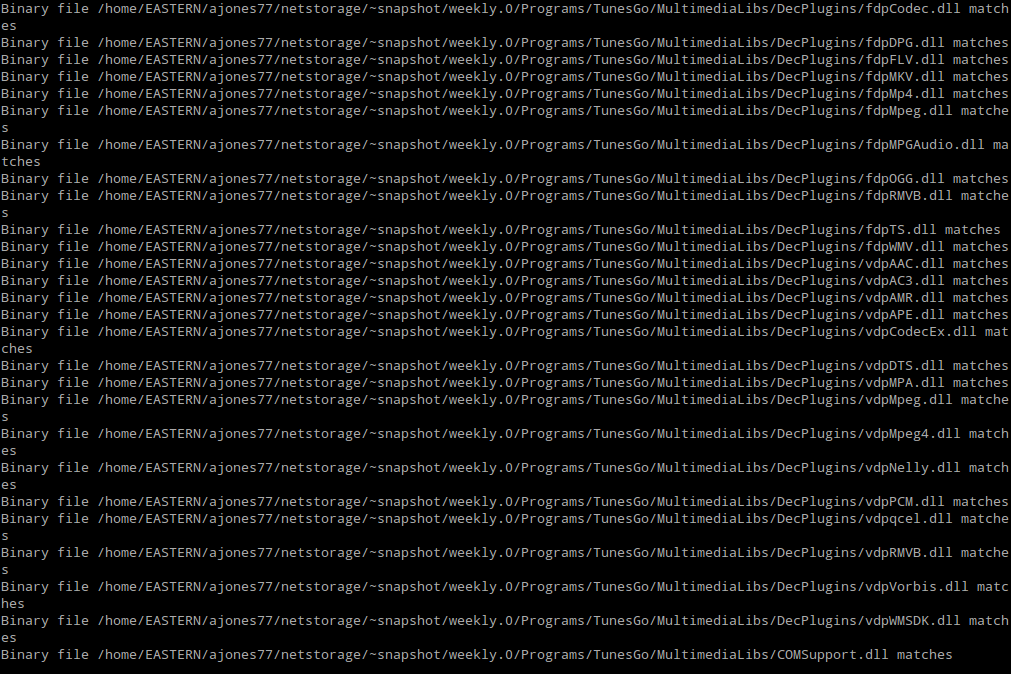 Binary file /home/EASTERN/ajones77/netstorage/~snapshot/weekly.0/Programs/TunesGo/MultimediaLibs/DecPlugins/fdpCodec.dll match
es
Binary file /home/EASTERN/ajones77/netstorage/~snapshot/weekly.0/Programs/TunesGo/MultimediaLibs/DecPlugins/fdpDPG.dll matches
Binary file /home/EASTERN/ajones77/netstorage/~snapshot/weekly.0/Programs/TunesGo/MultimediaLibs/DecPlugins/fdpFLV.dll matches
Binary file /home/EASTERN/ajones77/netstorage/~snapshot/weekly.0/Programs/TunesGo/MultimediaLibs/DecPlugins/fdpMKV.dll matches
Binary file /home/EASTERN/ajones77/netstorage/~snapshot/weekly.0/Programs/TunesGo/MultimediaLibs/DecPlugins/fdpMp4.dll matches
Binary file /home/EASTERN/ajones77/netstorage/~snapshot/weekly.0/Programs/TunesGo/MultimediaLibs/DecPlugins/fdpMpeg.dll matche
s
Binary file /home/EASTERN/ajones77/netstorage/~snapshot/weekly.0/Programs/TunesGo/MultimediaLibs/DecPlugins/fdpMPGAudio.dll ma
tches
Binary file /home/EASTERN/ajones77/netstorage/~snapshot/weekly.0/Programs/TunesGo/MultimediaLibs/DecPlugins/fdpOGG.dll matches
Binary file /home/EASTERN/ajones77/netstorage/~snapshot/weekly.0/Programs/TunesGo/MultimediaLibs/DecPlugins/fdpRMVB.dll matche
s
Binary file /home/EASTERN/ajones77/netstorage/~snapshot/weekly.0/Programs/TunesGo/MultimediaLibs/DecPlugins/fdpTS.dll matches
Binary file /home/EASTERN/ajones77/netstorage/~snapshot/weekly.0/Programs/TunesGo/MultimediaLibs/DecPlugins/fdpWMV.dll matches
Binary file /home/EASTERN/ajones77/netstorage/~snapshot/weekly.0/Programs/TunesGo/MultimediaLibs/DecPlugins/vdpAAC.dll matches
Binary file /home/EASTERN/ajones77/netstorage/~snapshot/weekly.0/Programs/TunesGo/MultimediaLibs/DecPlugins/vdpAC3.dll matches
Binary file /home/EASTERN/ajones77/netstorage/~snapshot/weekly.0/Programs/TunesGo/MultimediaLibs/DecPlugins/vdpAMR.dll matches
Binary file /home/EASTERN/ajones77/netstorage/~snapshot/weekly.0/Programs/TunesGo/MultimediaLibs/DecPlugins/vdpAPE.dll matches
Binary file /home/EASTERN/ajones77/netstorage/~snapshot/weekly.0/Programs/TunesGo/MultimediaLibs/DecPlugins/vdpCodecEx.dll mat
ches
Binary file /home/EASTERN/ajones77/netstorage/~snapshot/weekly.0/Programs/TunesGo/MultimediaLibs/DecPlugins/vdpDTS.dll matches
Binary file /home/EASTERN/ajones77/netstorage/~snapshot/weekly.0/Programs/TunesGo/MultimediaLibs/DecPlugins/vdpMPA.dll matches
Binary file /home/EASTERN/ajones77/netstorage/~snapshot/weekly.0/Programs/TunesGo/MultimediaLibs/DecPlugins/vdpMpeg.dll matche
s
Binary file /home/EASTERN/ajones77/netstorage/~snapshot/weekly.0/Programs/TunesGo/MultimediaLibs/DecPlugins/vdpMpeg4.dll match
es
Binary file /home/EASTERN/ajones77/netstorage/~snapshot/weekly.0/Programs/TunesGo/MultimediaLibs/DecPlugins/vdpNelly.dll match
es
Binary file /home/EASTERN/ajones77/netstorage/~snapshot/weekly.0/Programs/TunesGo/MultimediaLibs/DecPlugins/vdpPCM.dll matches
Binary file /home/EASTERN/ajones77/netstorage/~snapshot/weekly.0/Programs/TunesGo/MultimediaLibs/DecPlugins/vdpqcel.dll matche
s
Binary file /home/EASTERN/ajones77/netstorage/~snapshot/weekly.0/Programs/TunesGo/MultimediaLibs/DecPlugins/vdpRMVB.dll matche
s
Binary file /home/EASTERN/ajones77/netstorage/~snapshot/weekly.0/Programs/TunesGo/MultimediaLibs/DecPlugins/vdpVorbis.dll matc
hes
Binary file /home/EASTERN/ajones77/netstorage/~snapshot/weekly.0/Programs/TunesGo/MultimediaLibs/DecPlugins/vdpWMSDK.dll match
es
Binary file /home/EASTERN/ajones77/netstorage/~snapshot/weekly.0/Programs/TunesGo/MultimediaLibs/COMSupport.dll matches